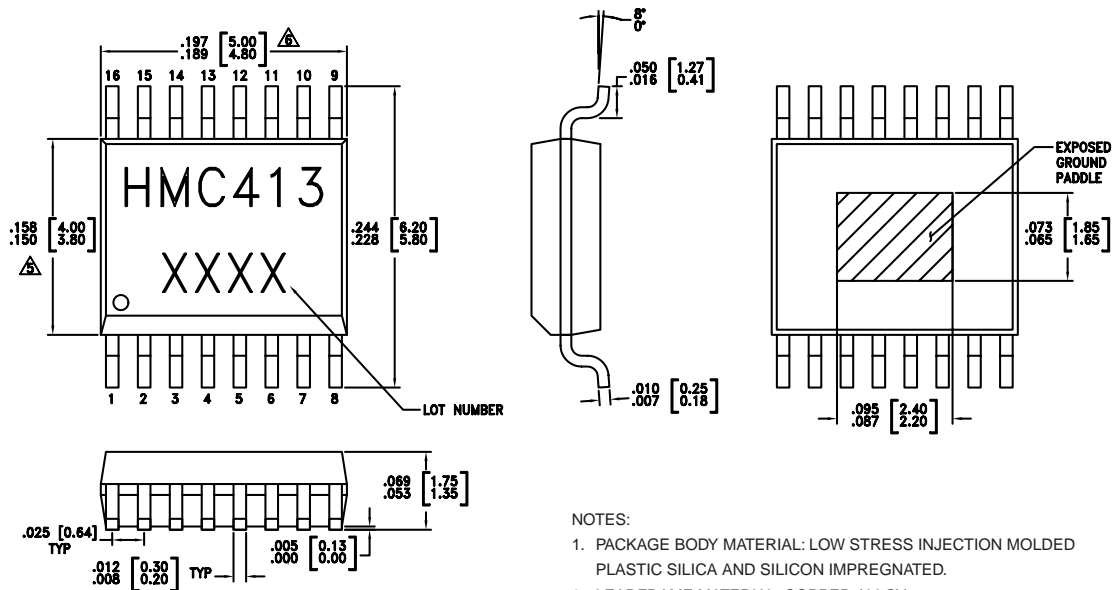 .197 [5.00] 6
.189 [4.80]
16 15 14 13 12 11 10 9
HMC413
XXXX
.158 [4.00]
.150 [3.80]
5
.244 [6.20]
.228 [5.80]
1 2 3 4 5 6 7 8
LOT NUMBER
8°
0°
.050 [1.27]
.016 [0.41]
.010 [0.25]
.007 [0.18]
EXPOSED
GROUND
PADDLE
.073 [1.85]
.065 [1.65]
.095 [2.40]
.087 [2.20]
.069 [1.75]
.053 [1.35]
.025 [0.64]
TYP
.012 [0.30]
.008 [0.20] TYP
.005 [0.13]
.000 [0.00]
NOTES:
1. PACKAGE BODY MATERIAL: LOW STRESS INJECTION MOLDED
PLASTIC SILICA AND SILICON IMPREGNATED.